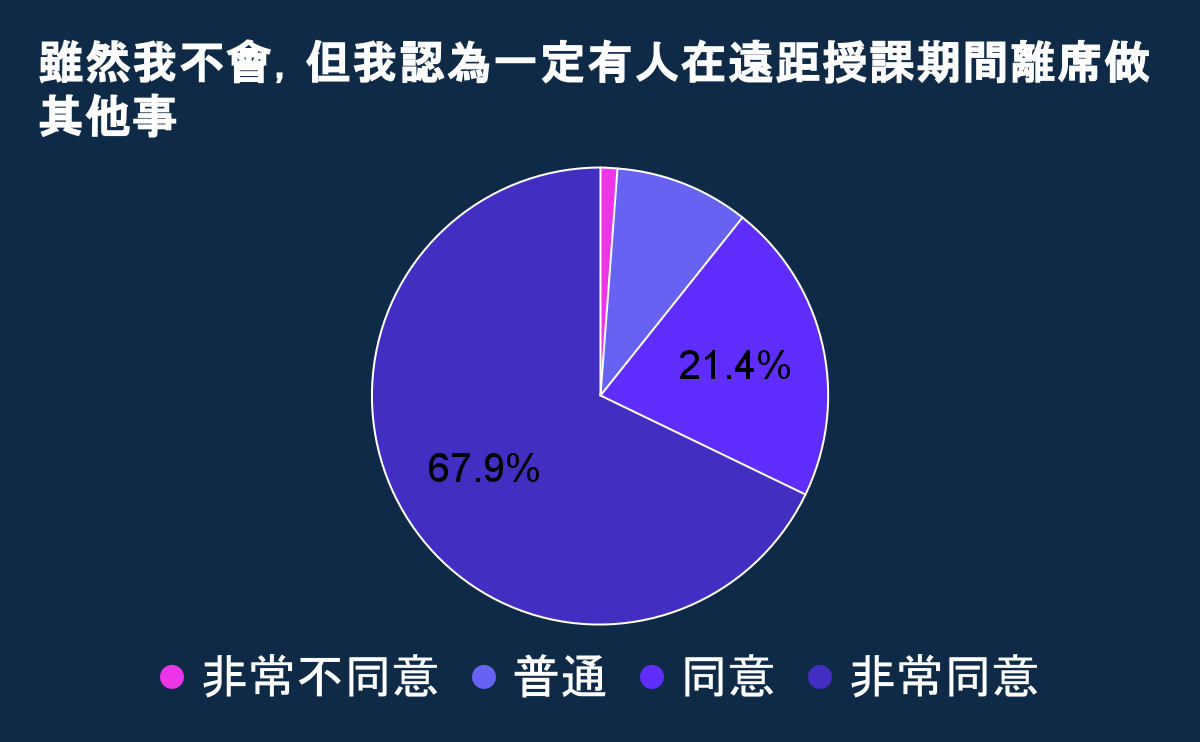 雖然我不會, 但我認為一定有人在遠距授課期間離席做
其他事
21.4%
67.9%
非常不同意 普通 同意 非常同意